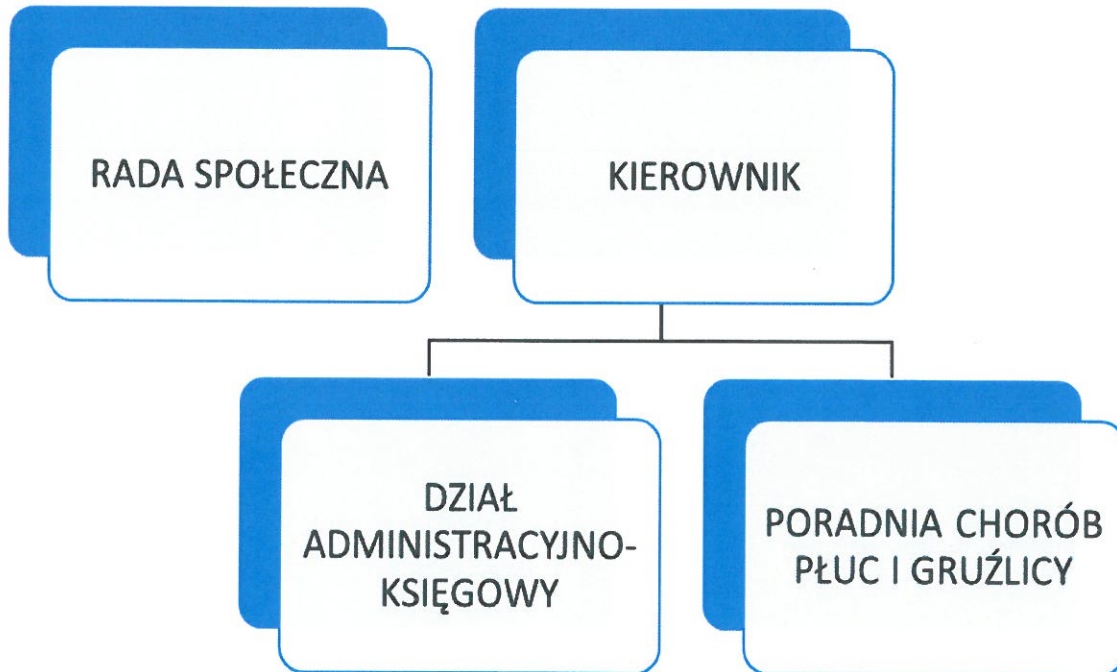 RADA SPOŁECZNA
KIEROWNIK
DZIAŁ
ADMINISTRACYJNO-
KSIĘGOWY
PORADNIA CHORÓB
PŁUC I GRUŹLICY